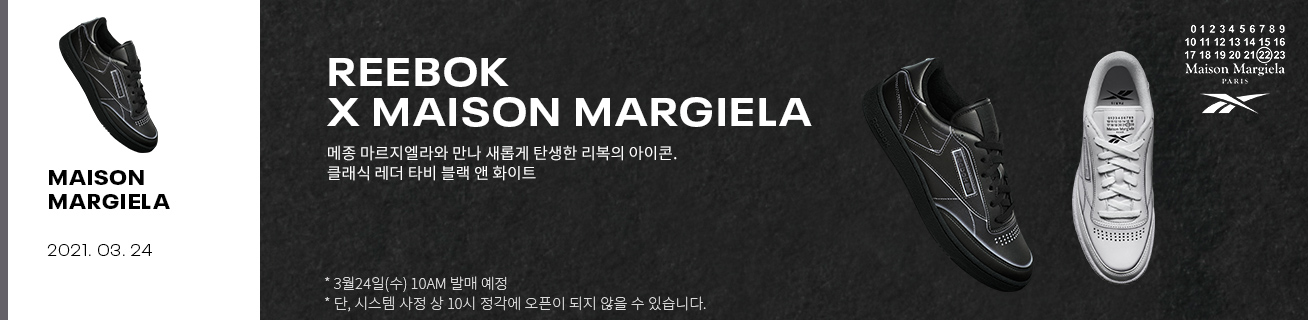 MAISON
MARGIELA
2021. 03. 24
REEBOK
X MAISON MARGIELA
메종 마르지엘라와 만나 새롭게 탄생한 리복의 아이콘.
클래식 레더 타비 블랙 앤 화이트
* 3월24일(수) 10AM 발매 예정
* 단, 시스템 사정 상 10시 정각에 오픈이 되지 않을 수 있습니다.
0 1 2 3 4 5 6 7 8 9
10 11 12 13 14 15 16
17 18 19 20 21 22 23
Maison Margiela
PARIS